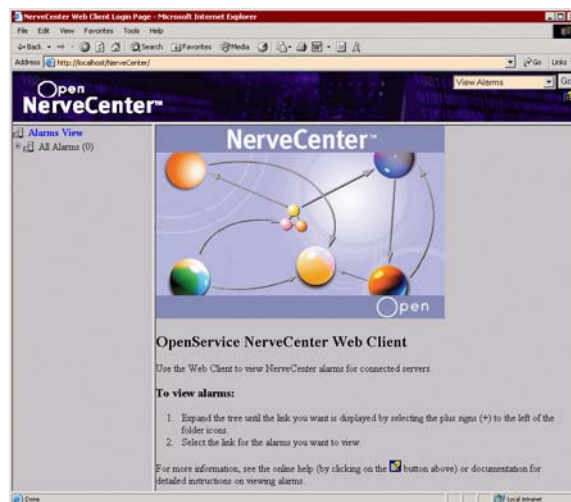 NerveCenter Web Client Login Page - Microsoft Internet Explorer
File Edit View Favorites Tools Help
Back Search Favorites Media
Address http://localhost/NerveCenter/ Go Links
Open
NerveCenter™
View Alarms Go
Alarms View
All Alarms (0)
NerveCenter™
Open
OpenService NerveCenter Web Client
Use the Web Client to view NerveCenter alarms for connected servers.
To view alarms:
1. Expand the tree until the link you want is displayed by selecting the plus signs (+) to the left of the
folder icons.
2. Select the link for the alarms you want to view.
For more information, see the online help (by clicking on the button above) or documentation for
detailed instructions on viewing alarms.
Done Local intranet